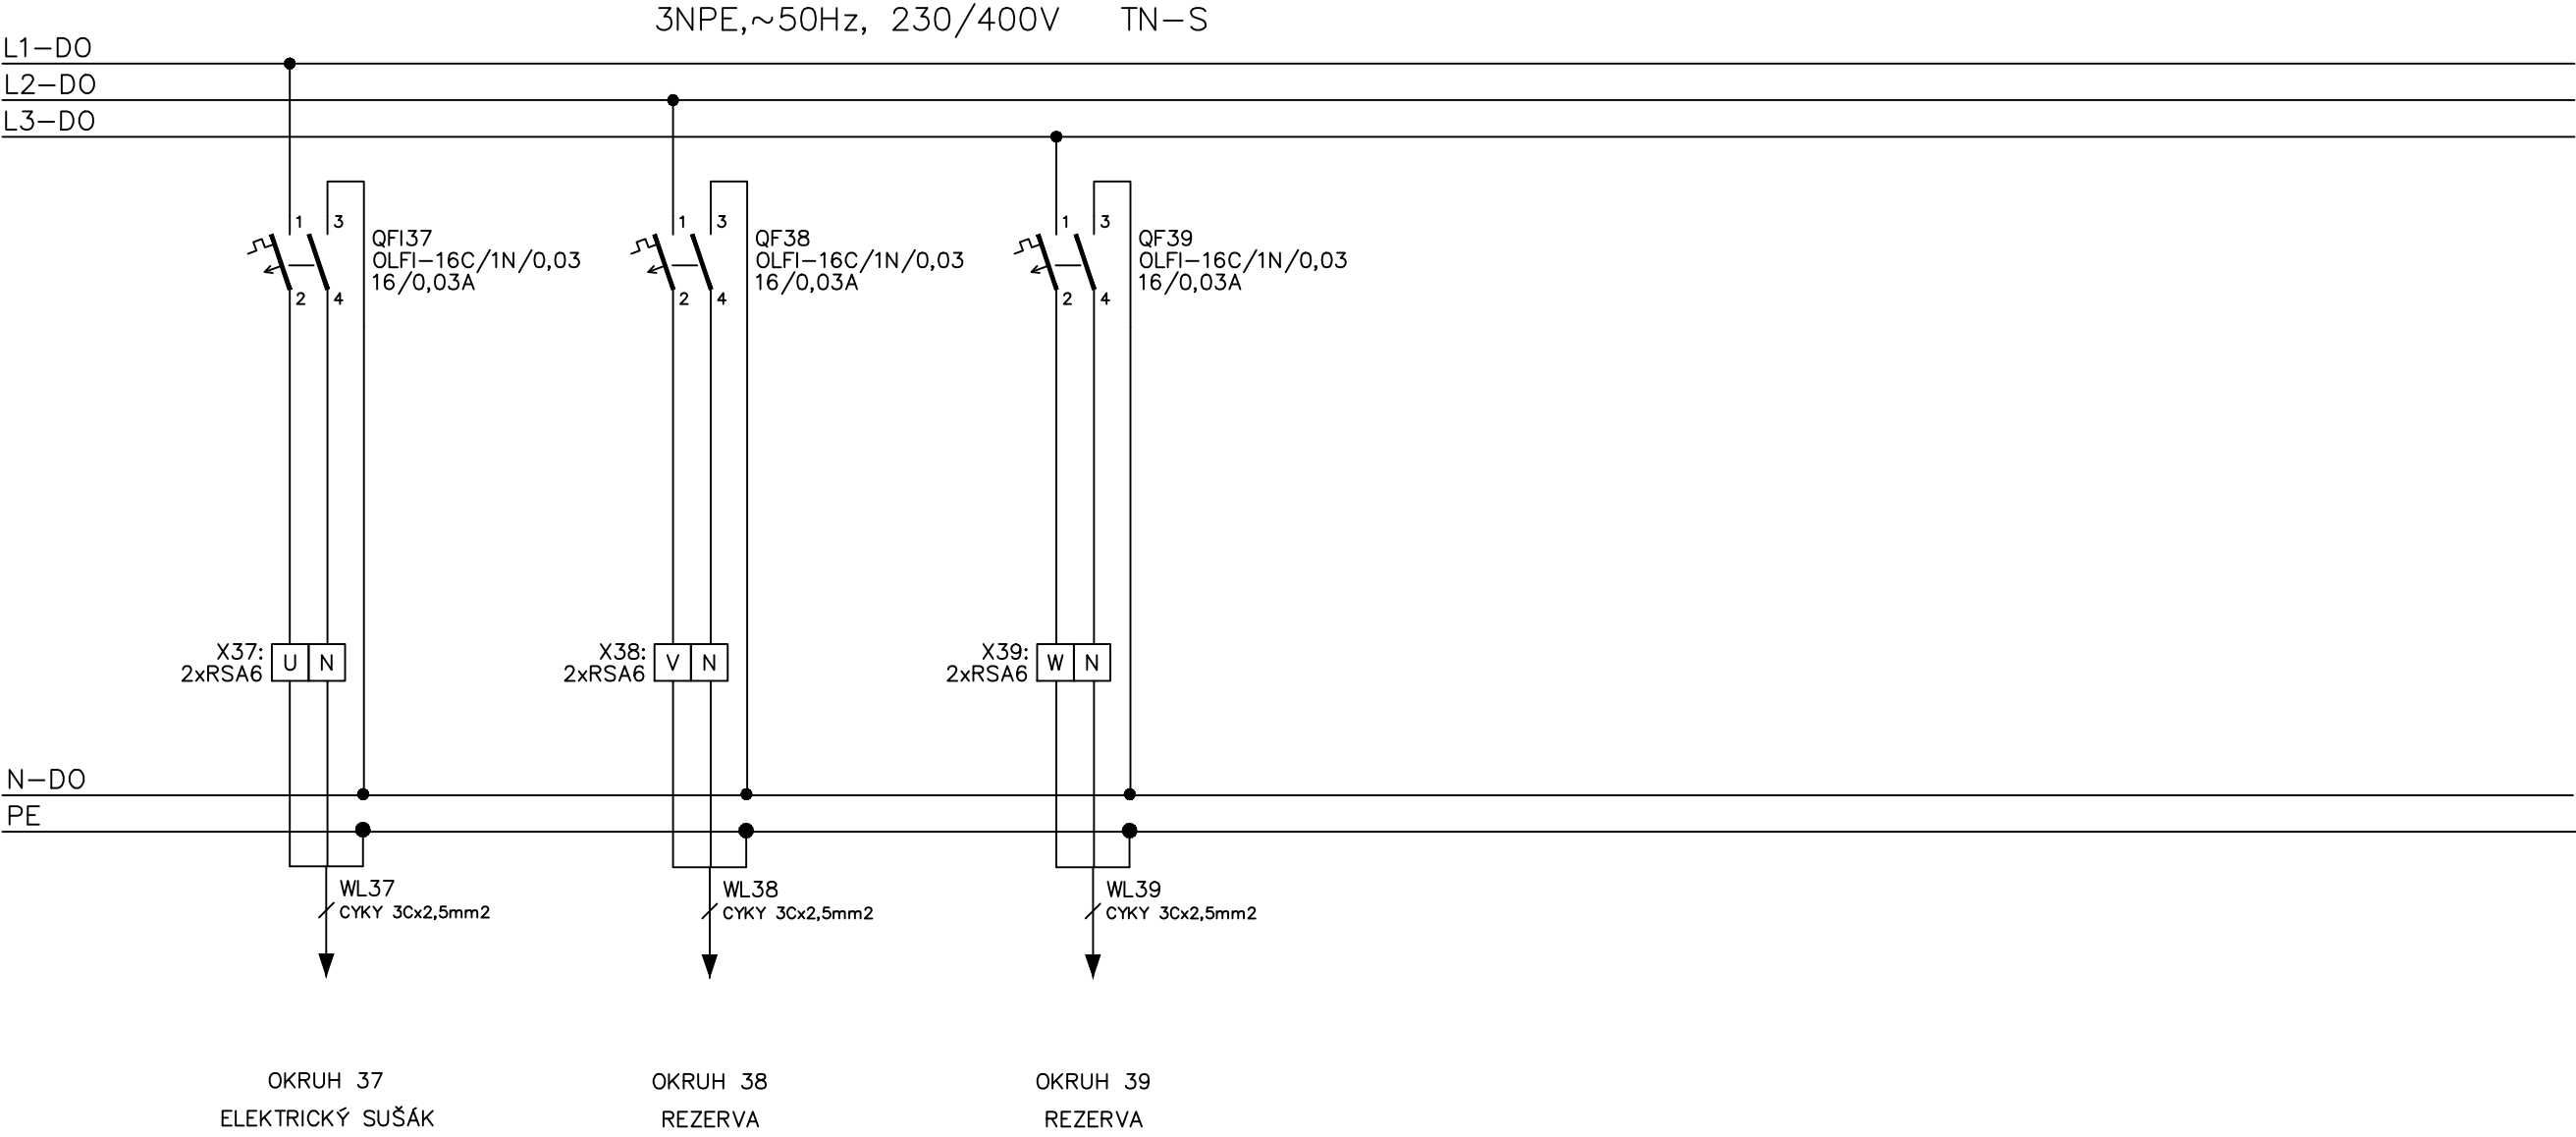 3NPE,~50Hz, 230/400V TN-S
L1-DO
L2-DO
L3-DO
1 3
QFI37
OLFI-16C/1N/0,03
16/0,03A
2 4
1 3
QF38
OLFI-16C/1N/0,03
16/0,03A
2 4
1 3
QF39
OLFI-16C/1N/0,03
16/0,03A
2 4
X37:
2xRSA6
U N
X38:
2xRSA6
V N
X39:
2xRSA6
W N
N-DO
PE
WL37
CYKY 3Cx2,5mm2
WL38
CYKY 3Cx2,5mm2
WL39
CYKY 3Cx2,5mm2
OKRUH 37
ELEKTRICKÝ SUŠÁK
OKRUH 38
REZERVA
OKRUH 39
REZERVA